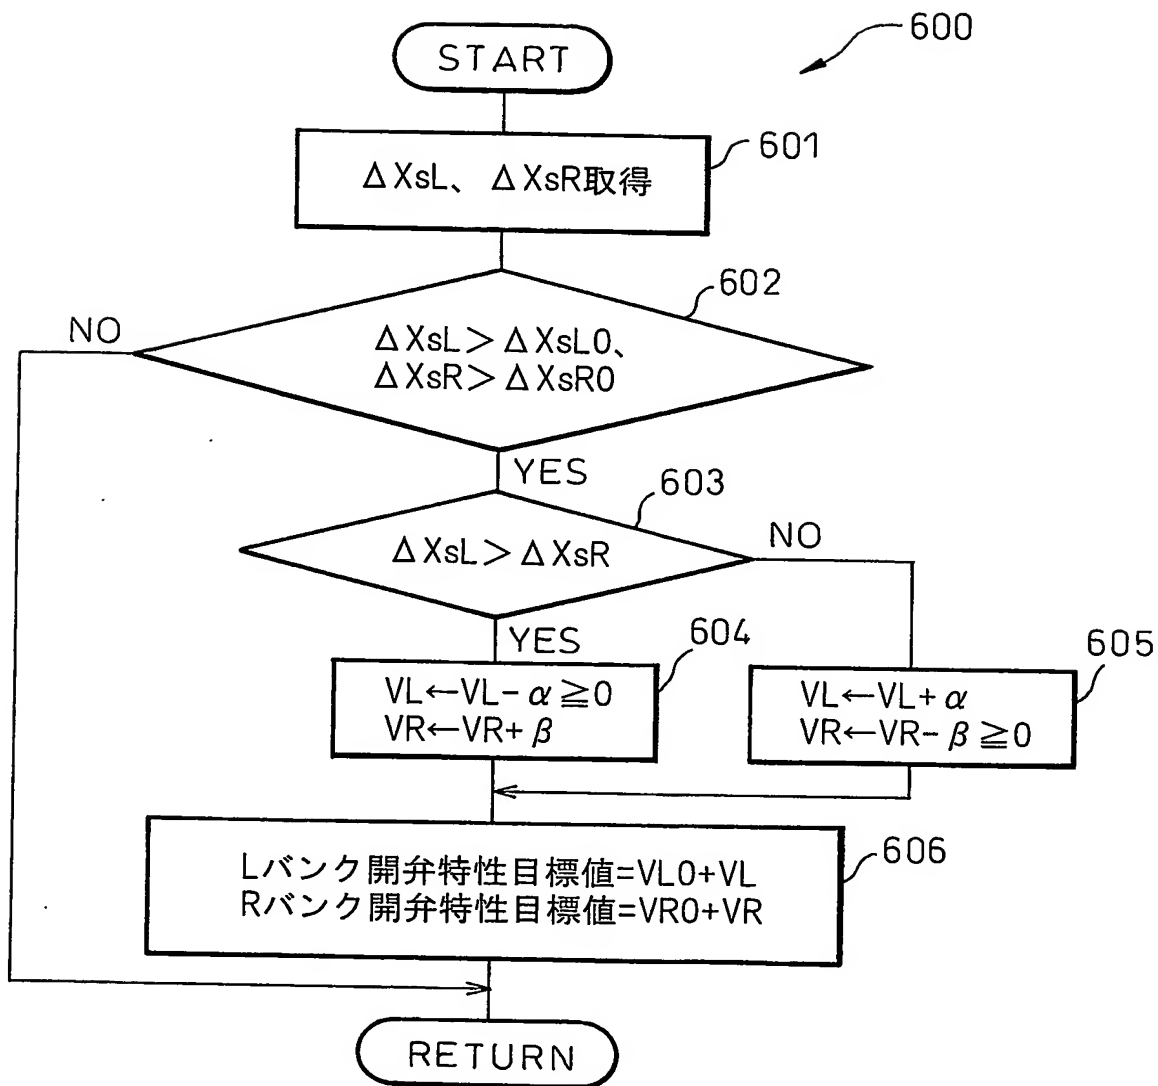 600
START
601
ΔXsL、ΔXsR取得
602
NO
ΔXsL＞ΔXsL0、
ΔXsR＞ΔXsR0
YES
603
NO
ΔXsL＞ΔXsR
YES
604
605
VL←VL-α≧0
VR←VR+β
VL←VL+α
VR←VR-β≧0
606
Lバンク開弁特性目標値=VL0+VL
Rバンク開弁特性目標値=VR0+VR
RETURN